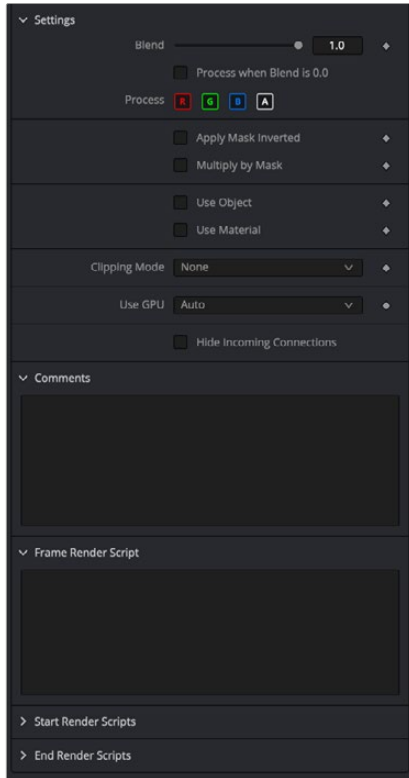 Settings
Blend 1.0
Process when Blend is 0.0
Process R G B A
Apply Mask Inverted
Multiply by Mask
Use Object
Use Material
Clipping Mode None
Use GPU Auto
Hide Incoming Connections
Comments
Frame Render Script
Start Render Scripts
End Render Scripts